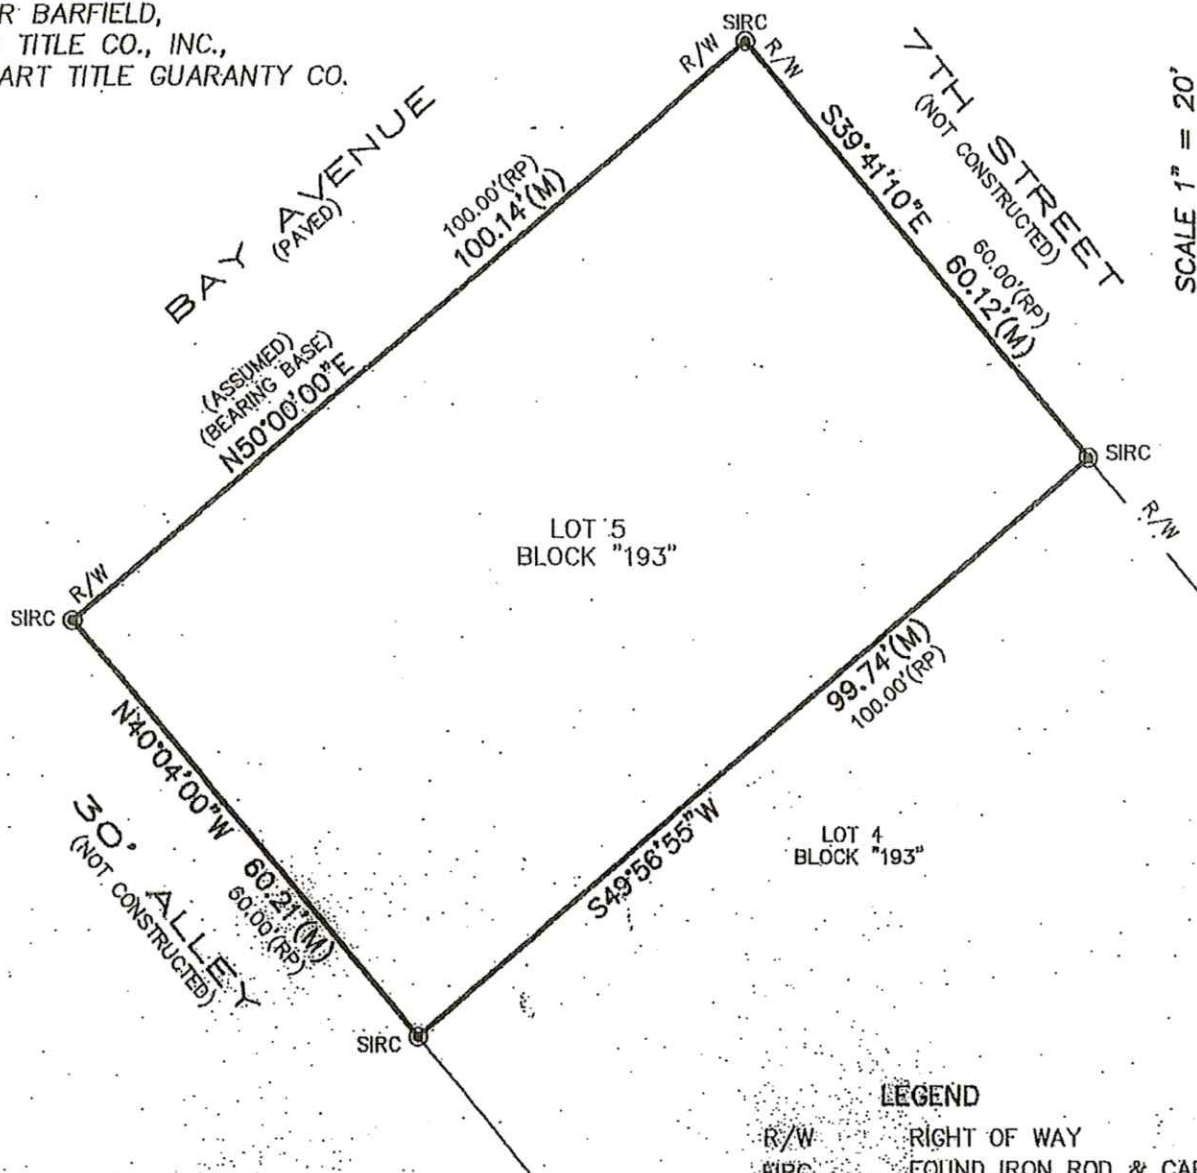 R BARFIELD,
TITLE CO., INC.,
ART TITLE GUARANTY CO.
SIRC
R/W
R/W
7TH STREET
(NOT CONSTRUCTED)
SCALE 1" = 20'
BAY AVENUE
(PAVED)
100.00'(RP)
100.14'(M)
S39°41'10"E
60.00'(RP)
60.12'(M)
(ASSUMED)
(BEARING BASE)
N50°00'00"E
SIRC
R/W
LOT 5
BLOCK "193"
R/W
SIRC
N40°04'00"W
60.21'(M)
60.00'(RP)
30' ALLEY
(NOT CONSTRUCTED)
99.74'(M)
100.00'(RP)
S49°56'55"W
LOT 4
BLOCK "193"
SIRC
LEGEND
R/W RIGHT OF WAY
SIRC FOUND IRON ROD & CAP